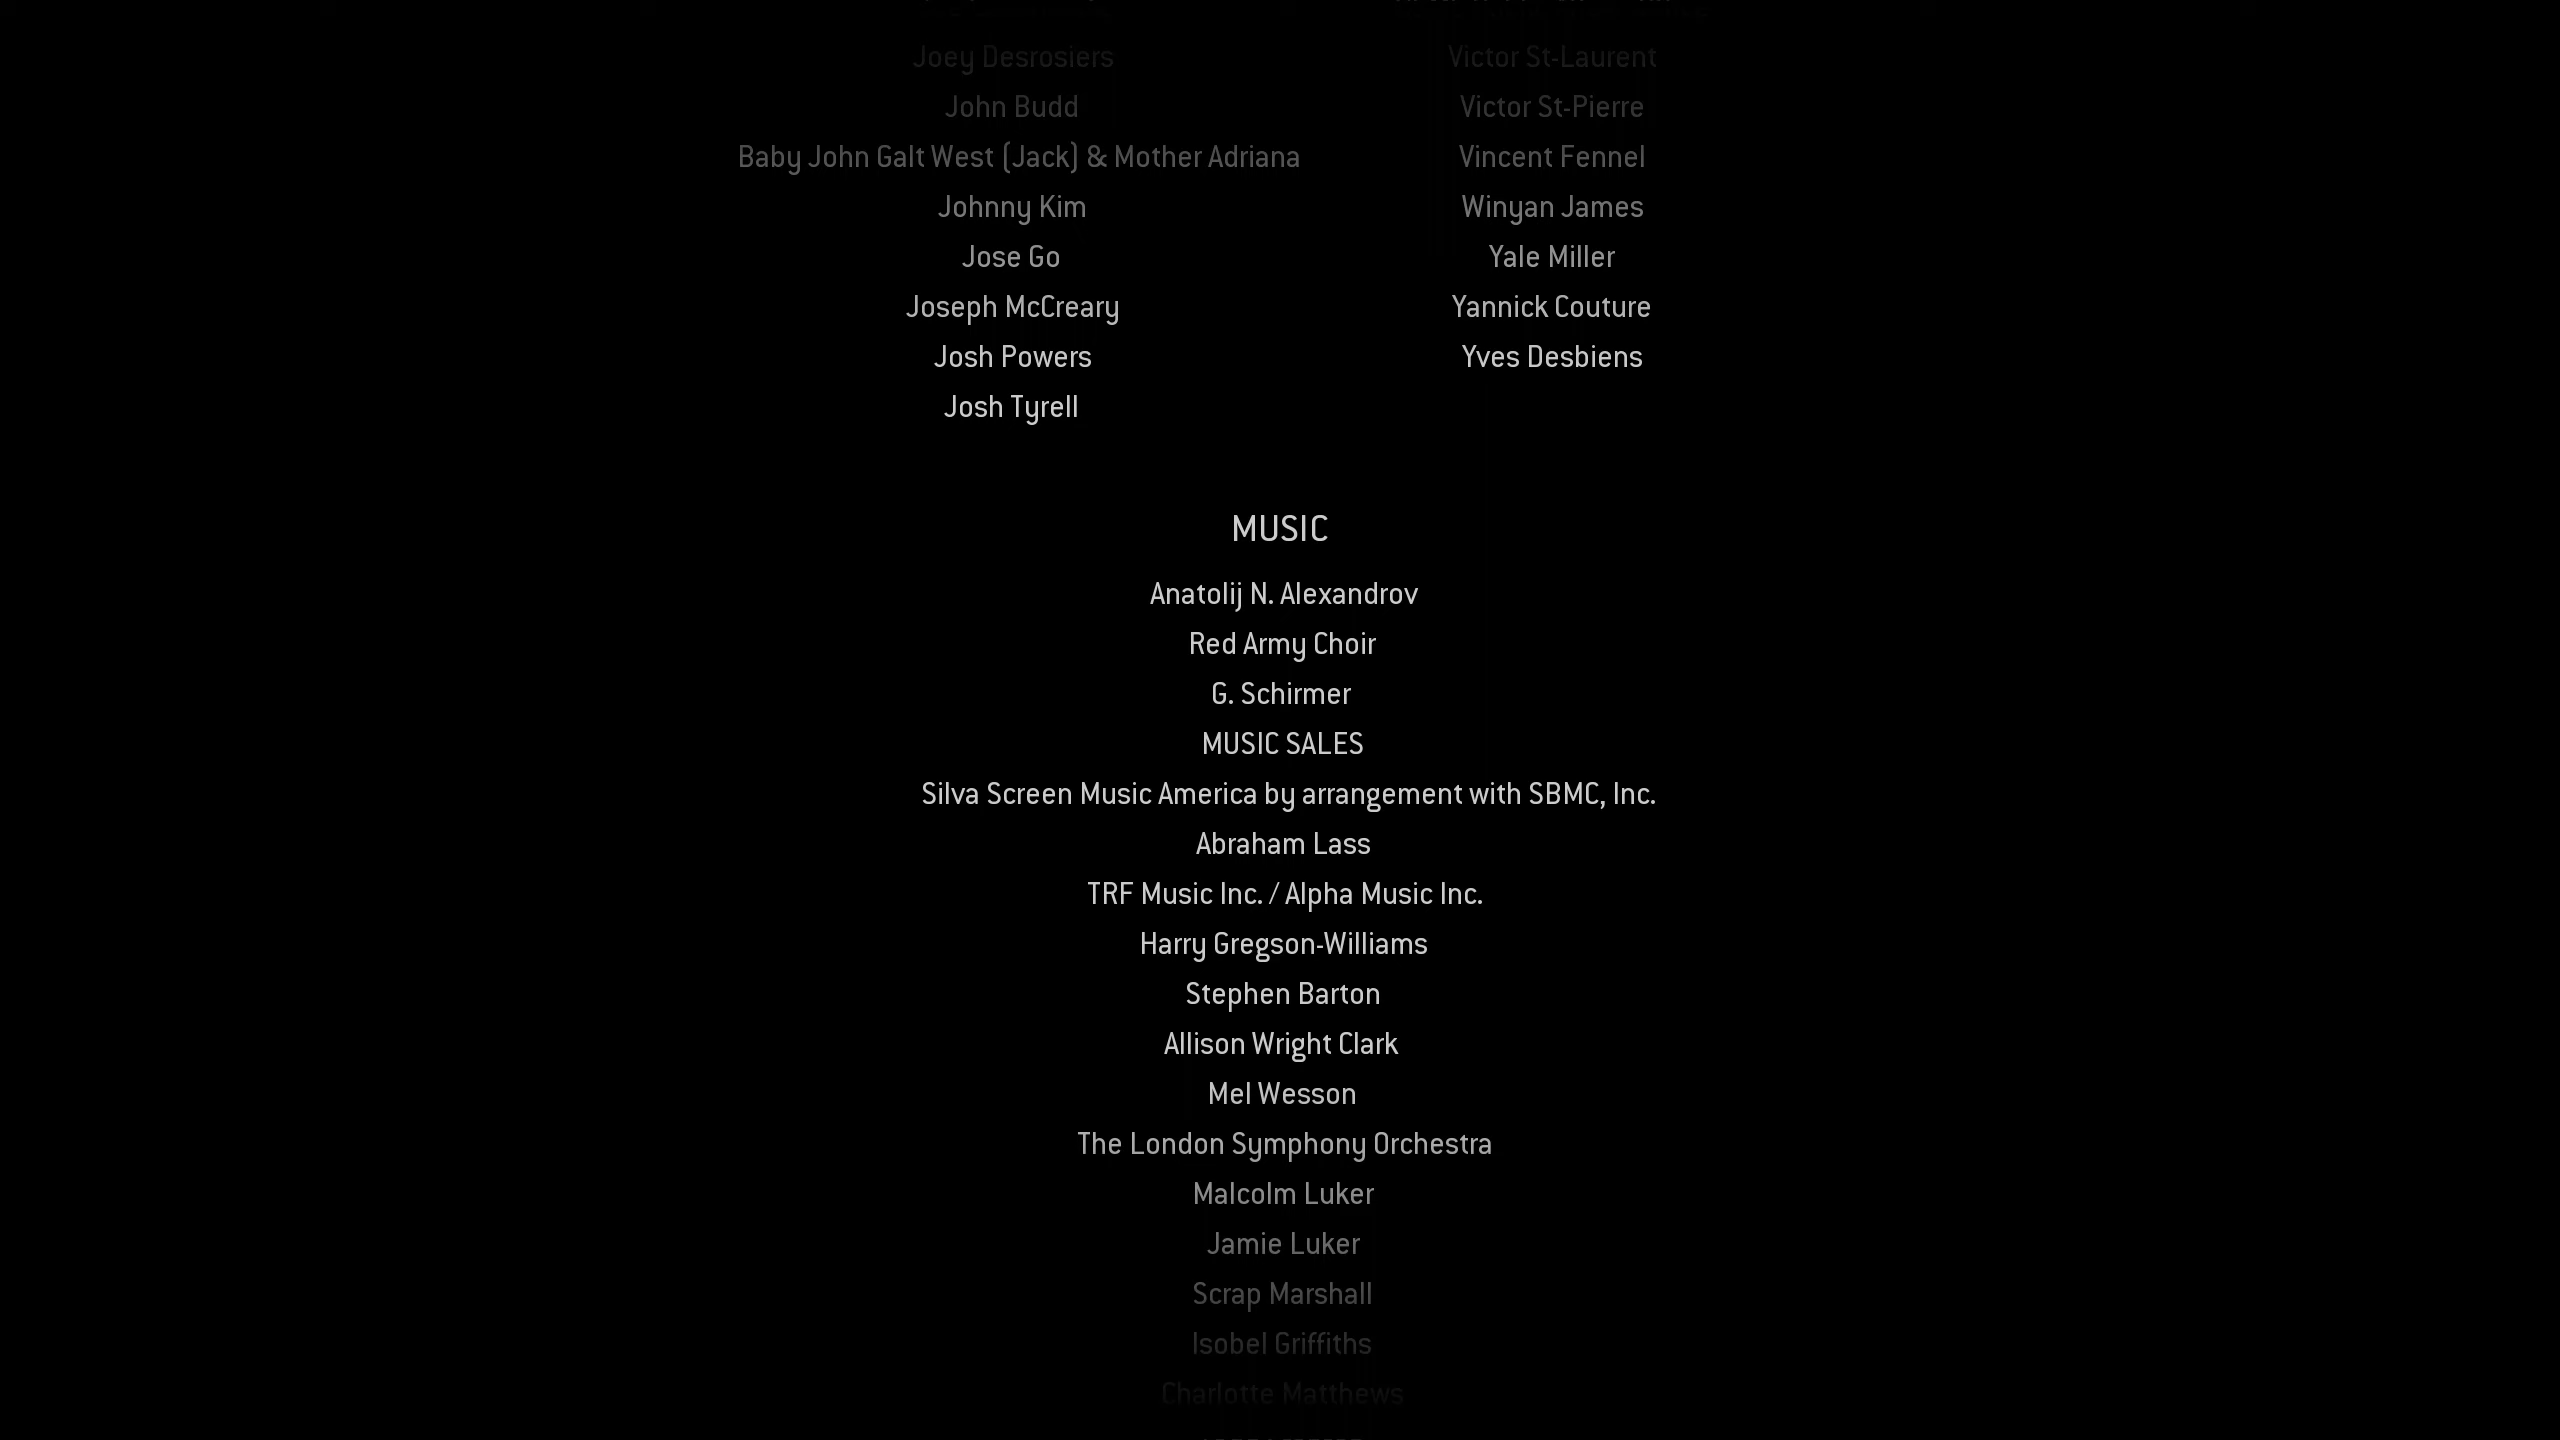 Joey Desrosiers
John Budd
Baby John Galt West (Jack) & Mother Adriana
Johnny Kim
Jose Go
Joseph McCreary
Josh Powers
Josh Tyrell
Victor St-Laurent
Victor St-Pierre
Vincent Fennel
Winyan James
Yale Miller
Yannick Couture
Yves Desbiens
MUSIC
Anatolij N. Alexandrov
Red Army Choir
G. Schirmer
MUSIC SALES
Silva Screen Music America by arrangement with SBMC, Inc.
Abraham Lass
TRF Music Inc. / Alpha Music Inc.
Harry Gregson-Williams
Stephen Barton
Allison Wright Clark
Mel Wesson
The London Symphony Orchestra
Malcolm Luker
Jamie Luker
Scrap Marshall
Isobel Griffiths
Charlotte Matthews